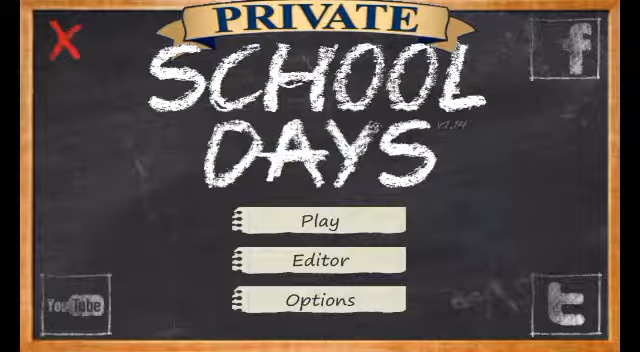 PRIVATE
SCHOOL
DAYS
v1.14
Play
Editor
Options
f
YouTube
t